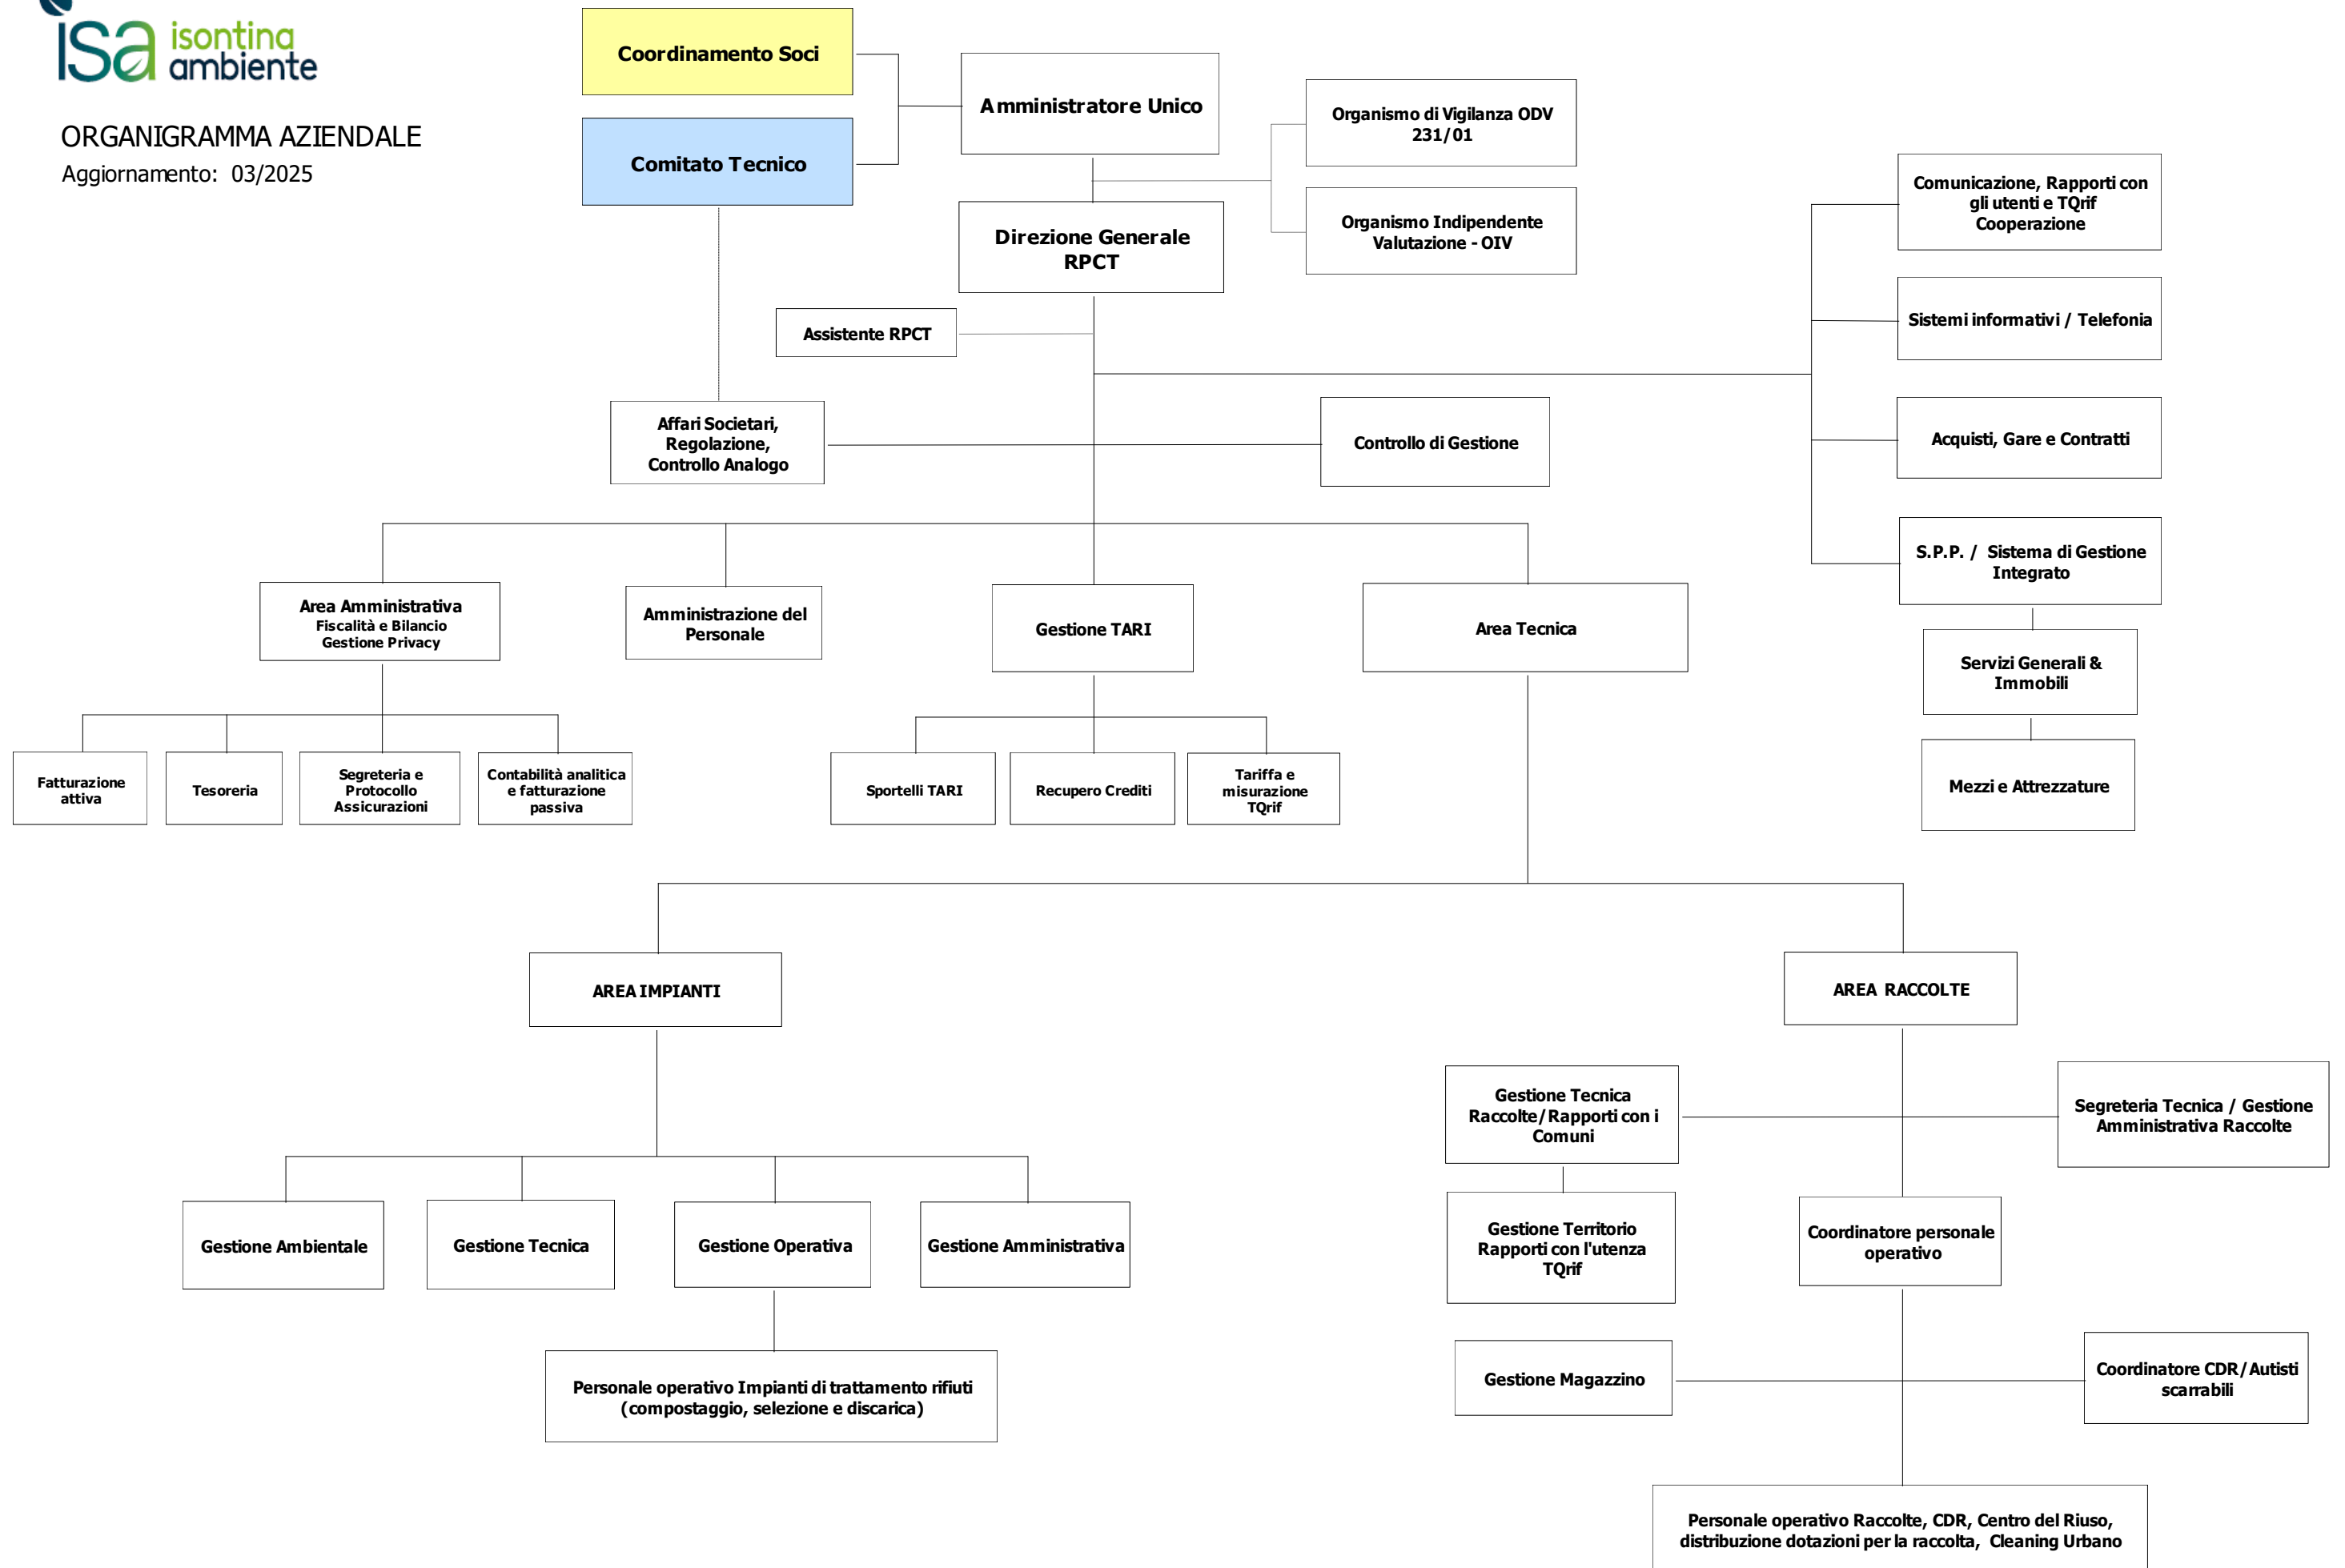 isa isontina
ambiente
ORGANIGRAMMA AZIENDALE
Aggiornamento: 03/2025
Coordinamento Soci
Comitato Tecnico
Amministratore Unico
Organismo di Vigilanza ODV
231/01
Organismo Indipendente
Valutazione - OIV
Direzione Generale
RPCT
Assistente RPCT
Comunicazione, Rapporti con
gli utenti e TQrif
Cooperazione
Sistemi informativi / Telefonia
Acquisti, Gare e Contratti
S.P.P. / Sistema di Gestione
Integrato
Servizi Generali &
Immobili
Mezzi e Attrezzature
Affari Societari,
Regolazione,
Controllo Analogo
Controllo di Gestione
Area Amministrativa
Fiscalità e Bilancio
Gestione Privacy
Amministrazione del
Personale
Gestione TARI
Area Tecnica
Fatturazione
attiva
Tesoreria
Segreteria e
Protocollo
Assicurazioni
Contabilità analitica
e fatturazione
passiva
Sportelli TARI
Recupero Crediti
Tariffa e
misurazione
TQrif
AREA IMPIANTI
AREA RACCOLTE
Gestione Ambientale
Gestione Tecnica
Gestione Operativa
Gestione Amministrativa
Personale operativo Impianti di trattamento rifiuti
(compostaggio, selezione e discarica)
Gestione Tecnica
Raccolte/Rapporti con i
Comuni
Segreteria Tecnica / Gestione
Amministrativa Raccolte
Gestione Territorio
Rapporti con l'utenza
TQrif
Coordinatore personale
operativo
Gestione Magazzino
Coordinatore CDR/Autisti
scarrabili
Personale operativo Raccolte, CDR, Centro del Riuso,
distribuzione dotazioni per la raccolta, Cleaning Urbano